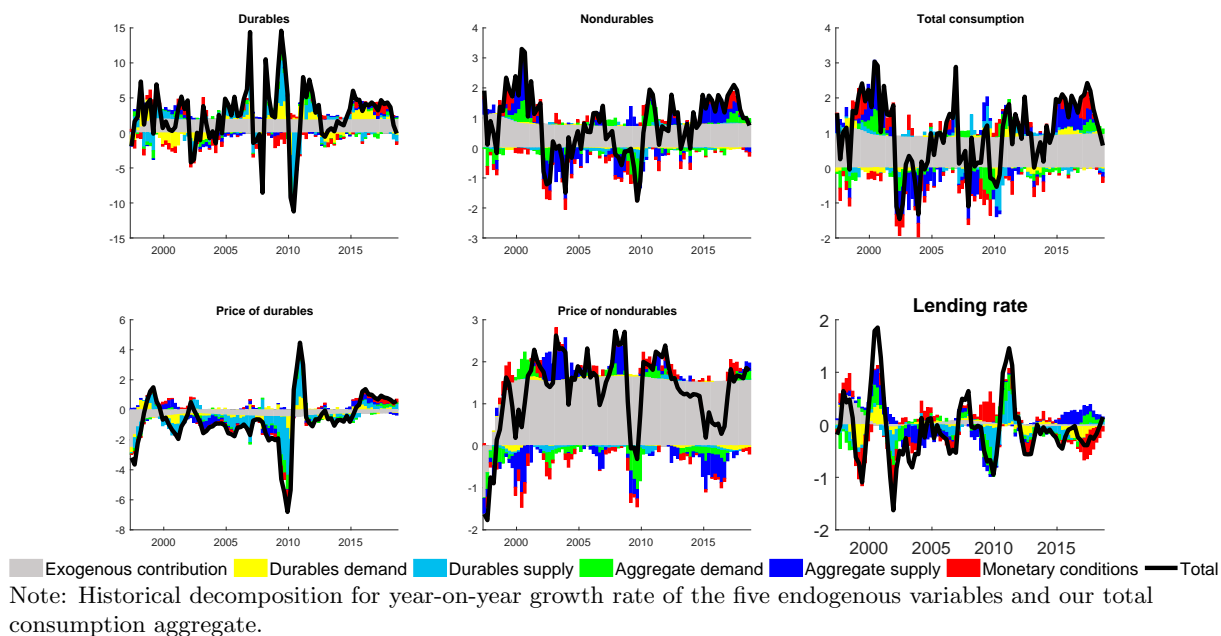 Durables
Nondurables
Total consumption
15
10
5
0
-5
-10
-15
2000 2005 2010 2015
4
3
2
1
0
-1
-2
-3
2000 2005 2010 2015
4
3
2
1
0
-1
-2
2000 2005 2010 2015
Price of durables
Price of nondurables
Lending rate
6
4
2
0
-2
-4
-6
-8
2000 2005 2010 2015
3
2
1
0
-1
-2
2000 2005 2010 2015
2
1
0
-1
-2
2000 2005 2010 2015
Exogenous contribution Durables demand Durables supply Aggregate demand Aggregate supply Monetary conditions Total
Note: Historical decomposition for year-on-year growth rate of the five endogenous variables and our total
consumption aggregate.